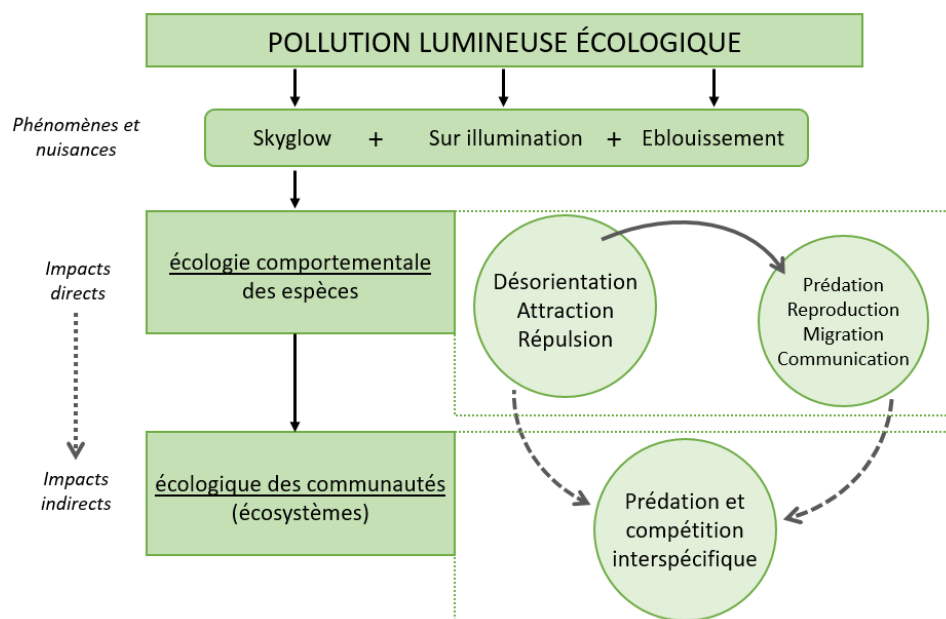 POLLUTION LUMINEUSE ÉCOLOGIQUE
Phénomènes et
nuisances
Skyglow + Sur illumination + Eblouissement
Impacts
directs
écologie comportementale
des espèces
Désorientation
Attraction
Répulsion
Prédation
Reproduction
Migration
Communication
Impacts
indirects
écologique des communautés
(écosystèmes)
Prédation et
compétition
interspécifique